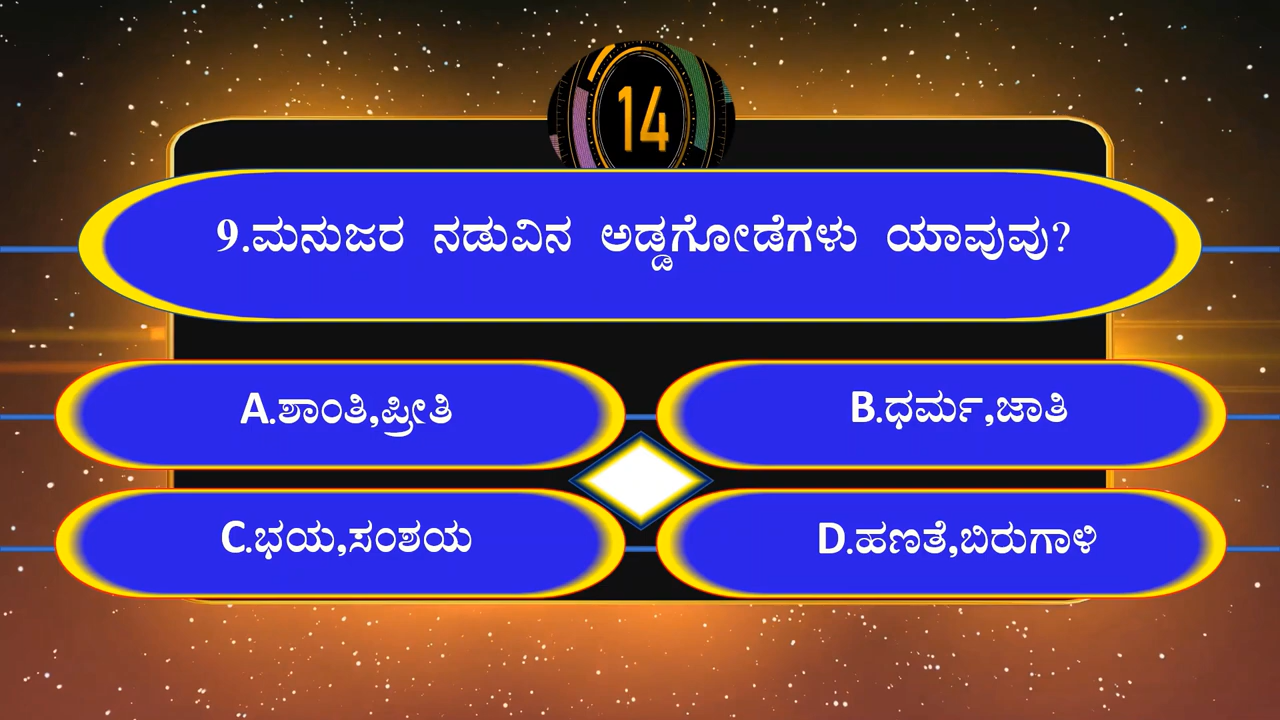 14
9.ಮನುಜರ ನಡುವಿನ ಅಡ್ಡಗೋಡೆಗಳು ಯಾವುವು?
A.ಶಾಂತಿ,ಪ್ರೀತಿ
B.ಧರ್ಮ,ಜಾತಿ
C.ಭಯ,ಸಂಶಯ
D.ಹಣತೆ,ಬಿರುಗಾಳಿ